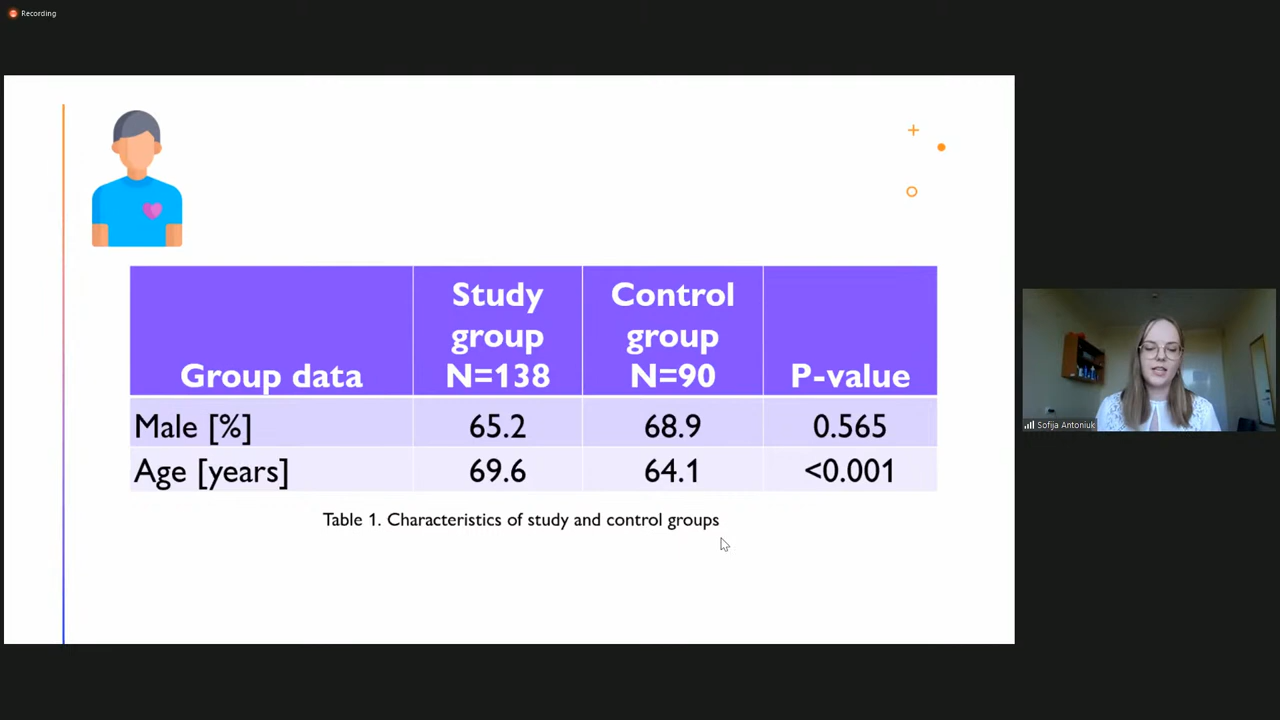 Recording
Study group N=138
Control group N=90
Group data
P-value
Male [%] 65.2 68.9 0.565
Age [years] 69.6 64.1 <0.001
Table 1. Characteristics of study and control groups
Sofija Antoniuk